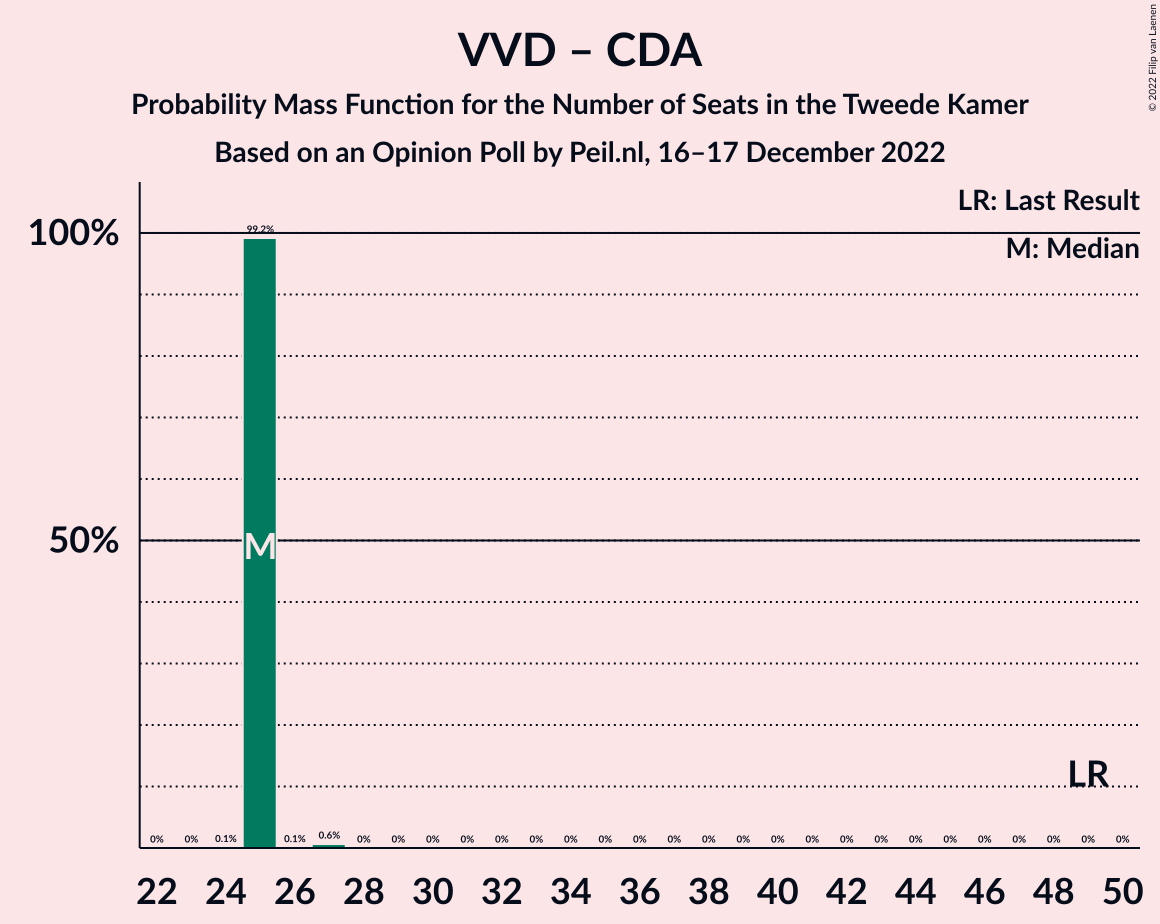 VVD – CDA
Probability Mass Function for the Number of Seats in the Tweede Kamer
Based on an Opinion Poll by Peil.nl, 16–17 December 2022
© 2022 Filip van Laenen
LR: Last Result
M: Median
100%
50%
99.2%
M
LR
0% 0% 0.1% 0.1% 0.6% 0% 0% 0% 0% 0% 0% 0% 0% 0% 0% 0% 0% 0% 0% 0% 0% 0% 0% 0% 0% 0% 0% 0%
22 24 26 28 30 32 34 36 38 40 42 44 46 48 50